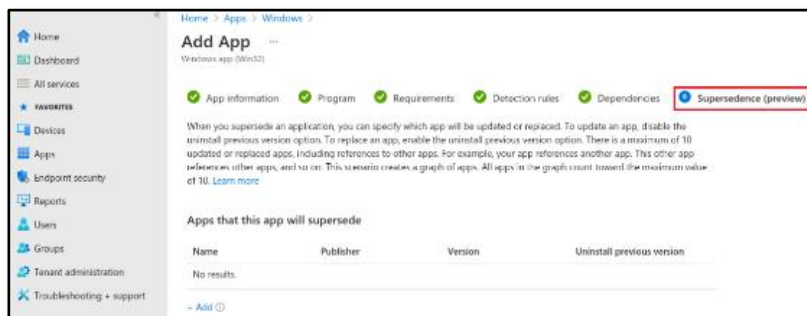 «
Home > Apps > Windows >
Home
Dashboard
All services
FAVORITES
Devices
Apps
Endpoint security
Reports
Users
Groups
Tenant administration
Troubleshooting + support
Add App ...
Windows app (Win32)
App information
Program
Requirements
Detection rules
Dependencies
6 Supersedence (preview)
When you supersede an application, you can specify which app will be updated or replaced. To update an app, disable the
uninstall previous version option. To replace an app, enable the uninstall previous version option. There is a maximum of 10
updated or replaced apps, including references to other apps. For example, your app references another app. This other app
references other apps, and so on. This scenario creates a graph of apps. All apps in the graph count toward the maximum value
of 10. Learn more
Apps that this app will supersede
Name Publisher Version Uninstall previous version
No results.
+ Add